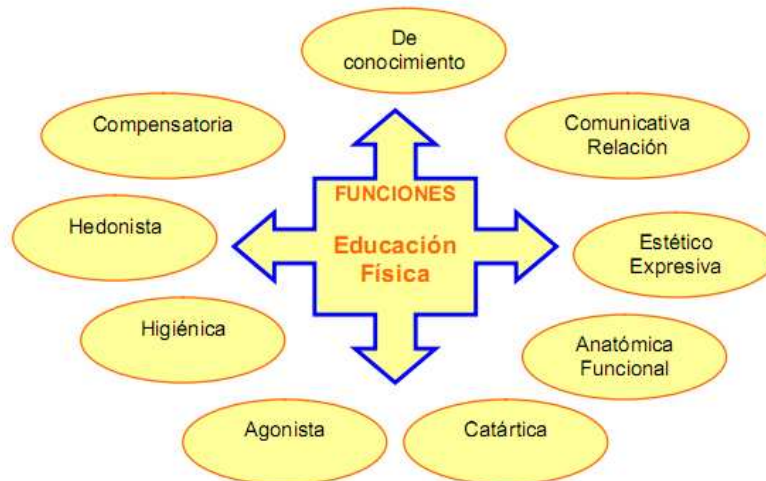 De
conocimiento
Compensatoria
Comunicativa
Relación
FUNCIONES
Hedonista
Educación
Física
Estético
Expresiva
Higiénica
Anatómica
Funcional
Agonista
Catártica